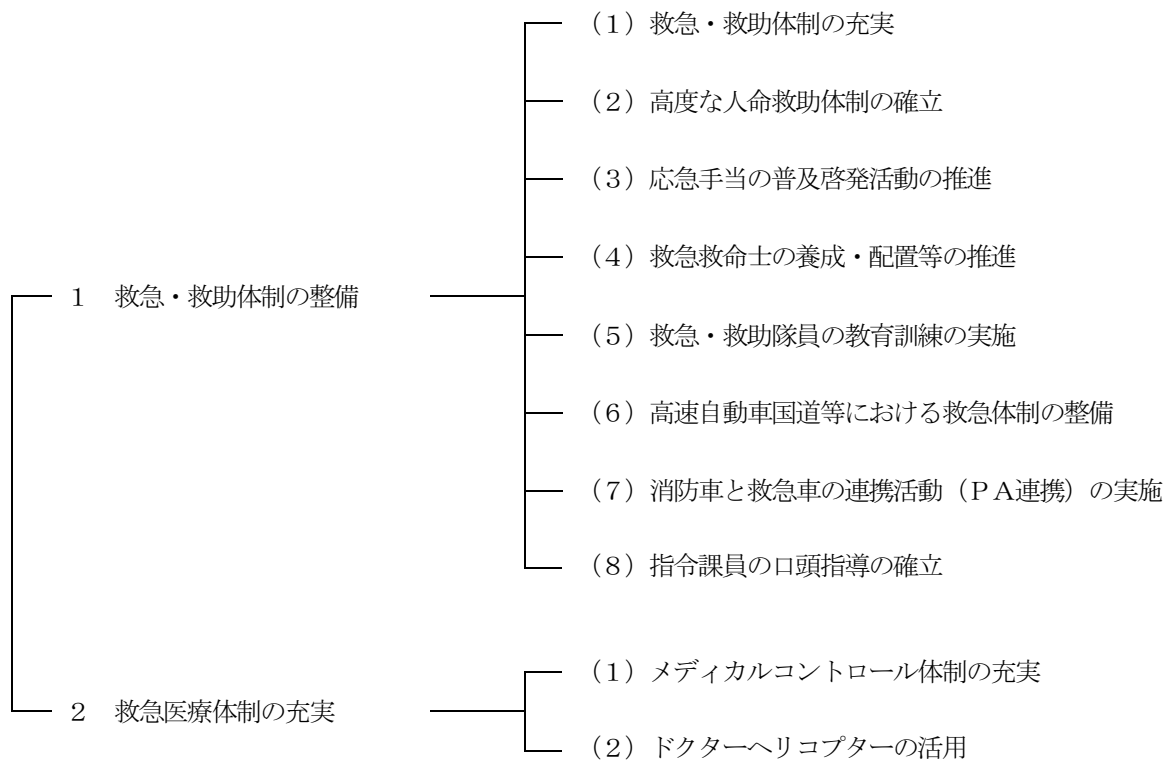 1　救急・救助体制の整備
（1）救急・救助体制の充実
（2）高度な人命救助体制の確立
（3）応急手当の普及啓発活動の推進
（4）救急救命士の養成・配置等の推進
（5）救急・救助隊員の教育訓練の実施
（6）高速自動車国道等における救急体制の整備
（7）消防車と救急車の連携活動（ＰＡ連携）の実施
（8）指令課員の口頭指導の確立
2　救急医療体制の充実
（1）メディカルコントロール体制の充実
（2）ドクターヘリコプターの活用